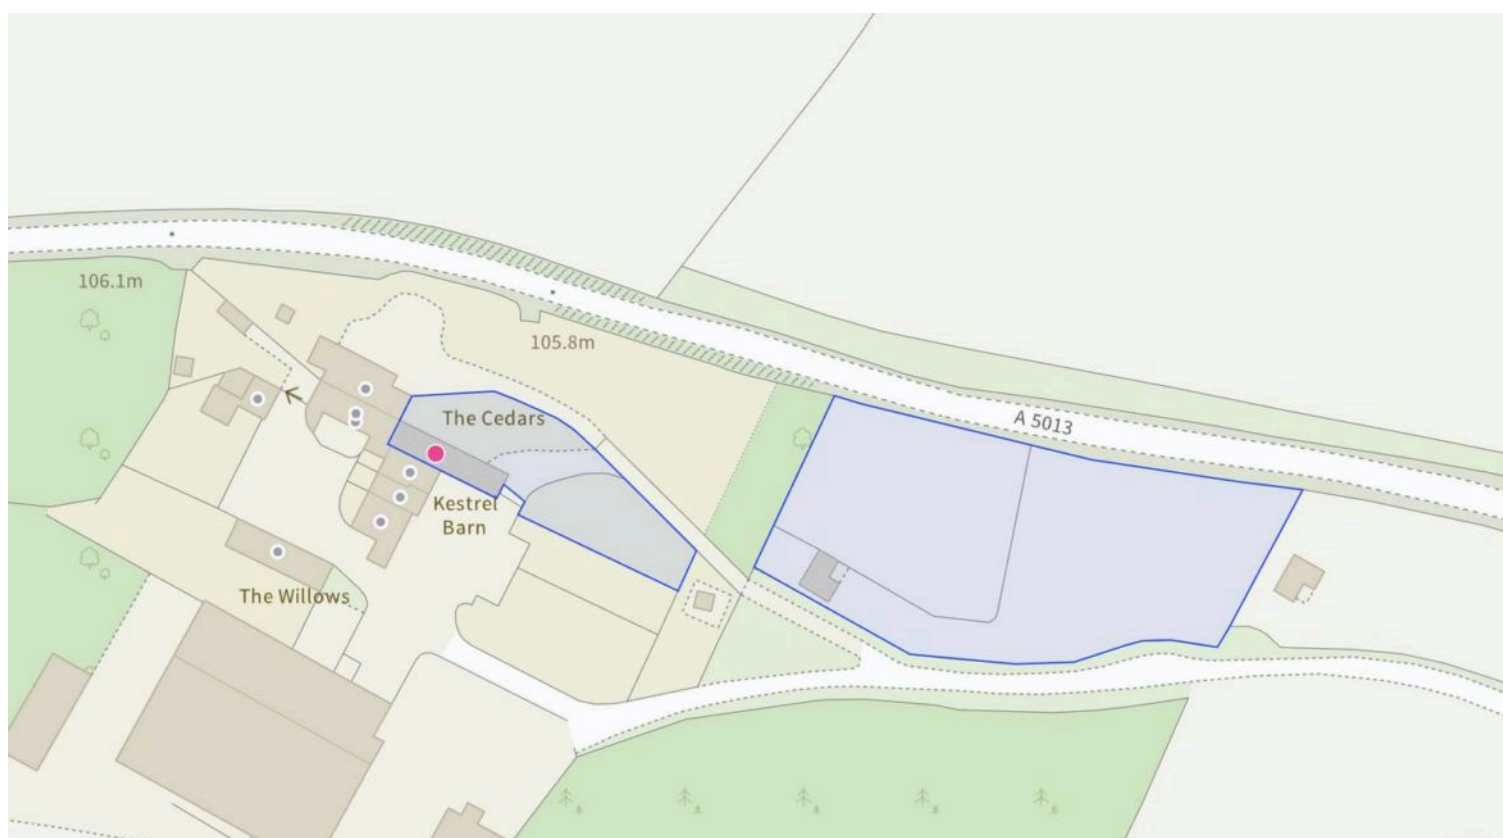 106.1m
105.8m
The Cedars
A 5013
Kestrel
Barn
The Willows